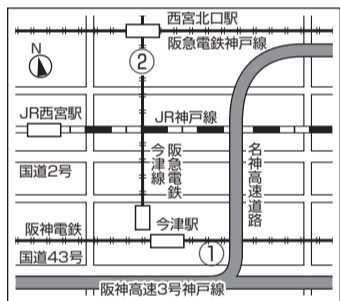 西宮北口駅
阪急電鉄神戸線
N
②
JR西宮駅
JR神戸線
阪急電鉄
今津線
名神高速道路
国道2号
今津駅
阪神電鉄
①
国道43号
阪神高速3号神戸線